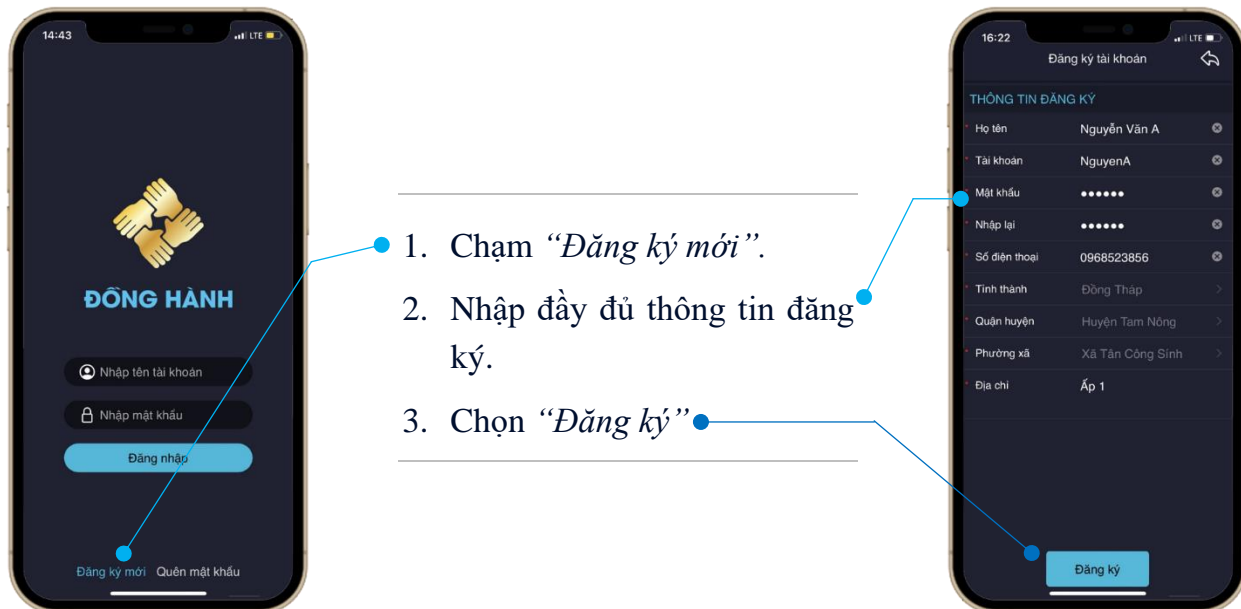 14:43
LTE
ĐỒNG HÀNH
Nhập tên tài khoản
Nhập mật khẩu
Đăng nhập
Đăng ký mới Quên mật khẩu
1. Chạm “Đăng ký mới”.
2. Nhập đầy đủ thông tin đăng
ký.
3. Chọn “Đăng ký”
16:22
LTE
Đăng ký tài khoản
THÔNG TIN ĐĂNG KÝ
* Họ tên Nguyễn Văn A
* Tài khoản NguyenA
* Mật khẩu ●●●●●●
* Nhập lại ●●●●●●
* Số điện thoại 0968523856
* Tỉnh thành Đồng Tháp
* Quận huyện Huyện Tam Nông
* Phường xã Xã Tân Công Sính
* Địa chỉ Ấp 1
Đăng ký